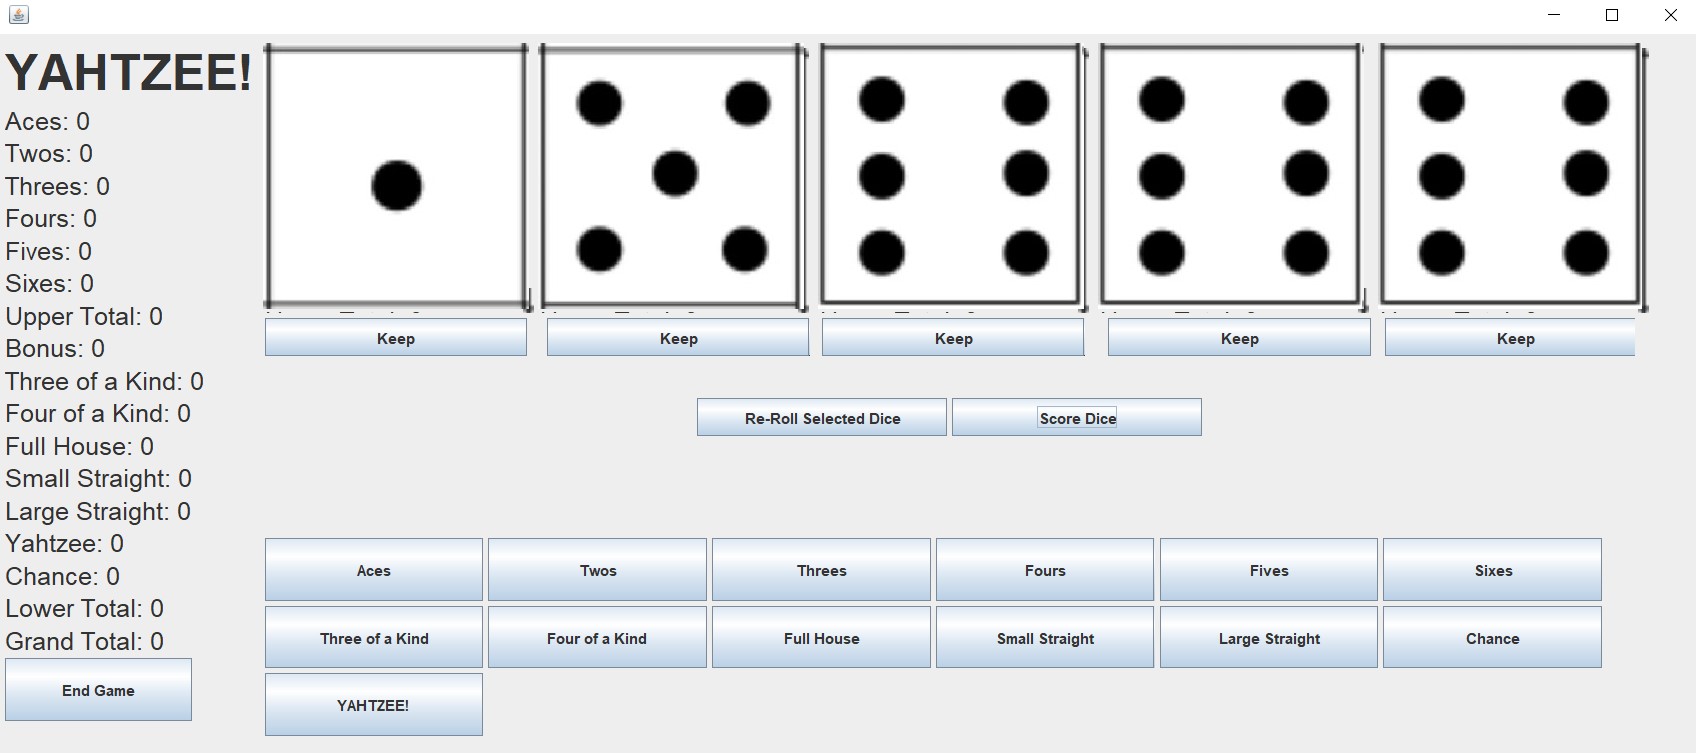 YAHTZEE!
Aces: 0
Twos: 0
Threes: 0
Fours: 0
Fives: 0
Sixes: 0
Upper Total: 0
Bonus: 0
Three of a Kind: 0
Four of a Kind: 0
Full House: 0
Small Straight: 0
Large Straight: 0
Yahtzee: 0
Chance: 0
Lower Total: 0
Grand Total: 0
End Game
Keep Keep Keep Keep Keep
Re-Roll Selected Dice Score Dice
Aces Twos Threes Fours Fives Sixes
Three of a Kind Four of a Kind Full House Small Straight Large Straight Chance
YAHTZEE!